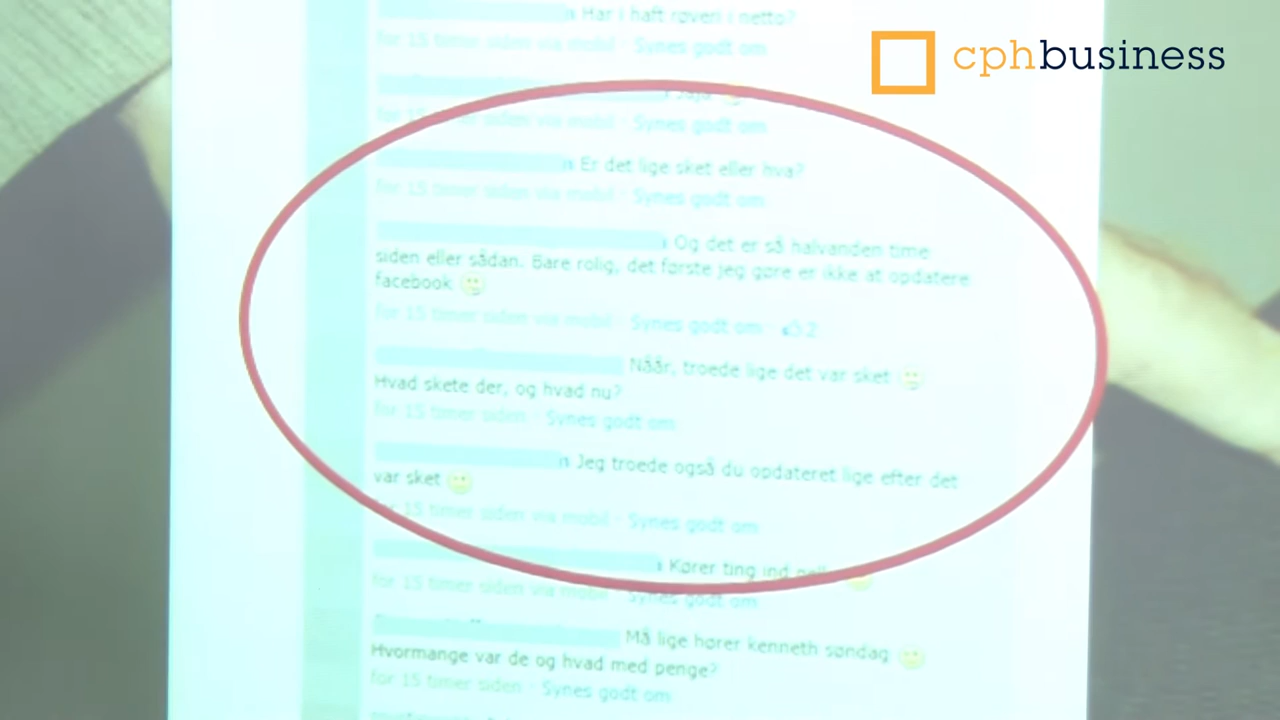 cphbusiness
Har i haft røveri i netto?
for 15 timer siden via mobil · Synes godt om
Jaja
for 15 timer siden via mobil · Synes godt om
Er det lige sket eller hva?
for 15 timer siden via mobil · Synes godt om
Og det er så halvanden time
siden eller sådan. Bare rolig, det første jeg gøre er ikke at opdatere
facebook
for 15 timer siden via mobil · Synes godt om · 2
Nåår, troede lige det var sket
Hvad skete der, og hvad nu?
for 15 timer siden · Synes godt om
Jeg troede også du opdateret lige efter det
var sket
for 15 timer siden via mobil · Synes godt om
Kører ting ind
for 15 timer siden via mobil · Synes godt om
Må lige hører kenneth søndag
Hvormange var de og hvad med penge?
for 15 timer siden · Synes godt om